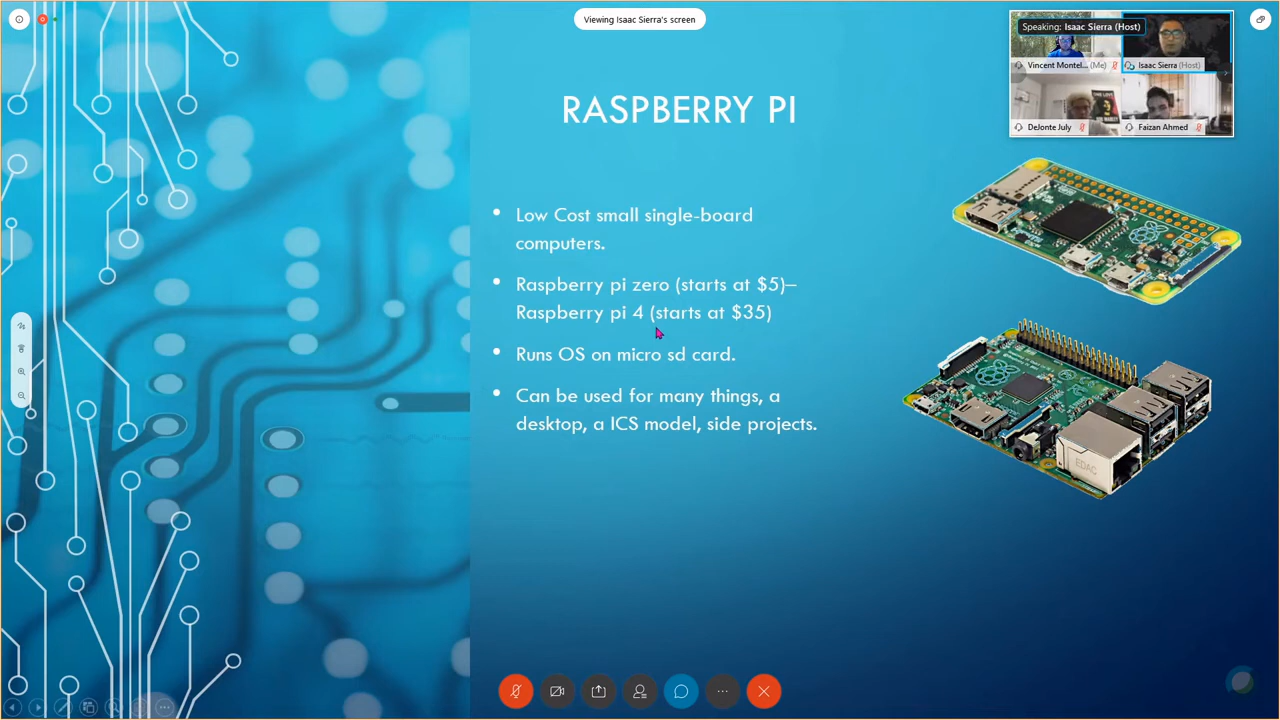 Viewing Isaac Sierra's screen
Speaking: Isaac Sierra (Host)
Vincent Montel... (Me)
Isaac Sierra (Host)
DeJonte July
Faizan Ahmed
RASPBERRY PI
• Low Cost small single-board
computers.
• Raspberry pi zero (starts at $5)–
Raspberry pi 4 (starts at $35)
• Runs OS on micro sd card.
• Can be used for many things, a
desktop, a ICS model, side projects.
EDAC